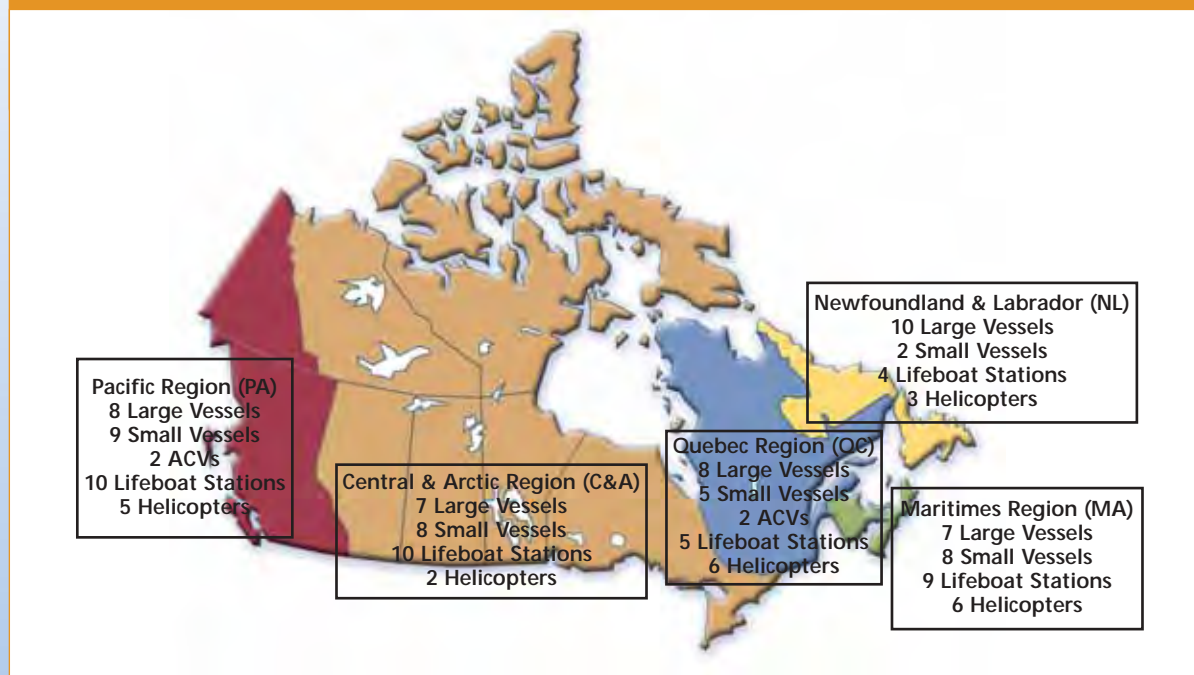 Newfoundland & Labrador (NL)
10 Large Vessels
2 Small Vessels
4 Lifeboat Stations
3 Helicopters
Pacific Region (PA)
8 Large Vessels
9 Small Vessels
2 ACVs
10 Lifeboat Stations
5 Helicopters
Central & Arctic Region (C&A)
7 Large Vessels
8 Small Vessels
10 Lifeboat Stations
2 Helicopters
Quebec Region (QC)
8 Large Vessels
5 Small Vessels
2 ACVs
5 Lifeboat Stations
6 Helicopters
Maritimes Region (MA)
7 Large Vessels
8 Small Vessels
9 Lifeboat Stations
6 Helicopters